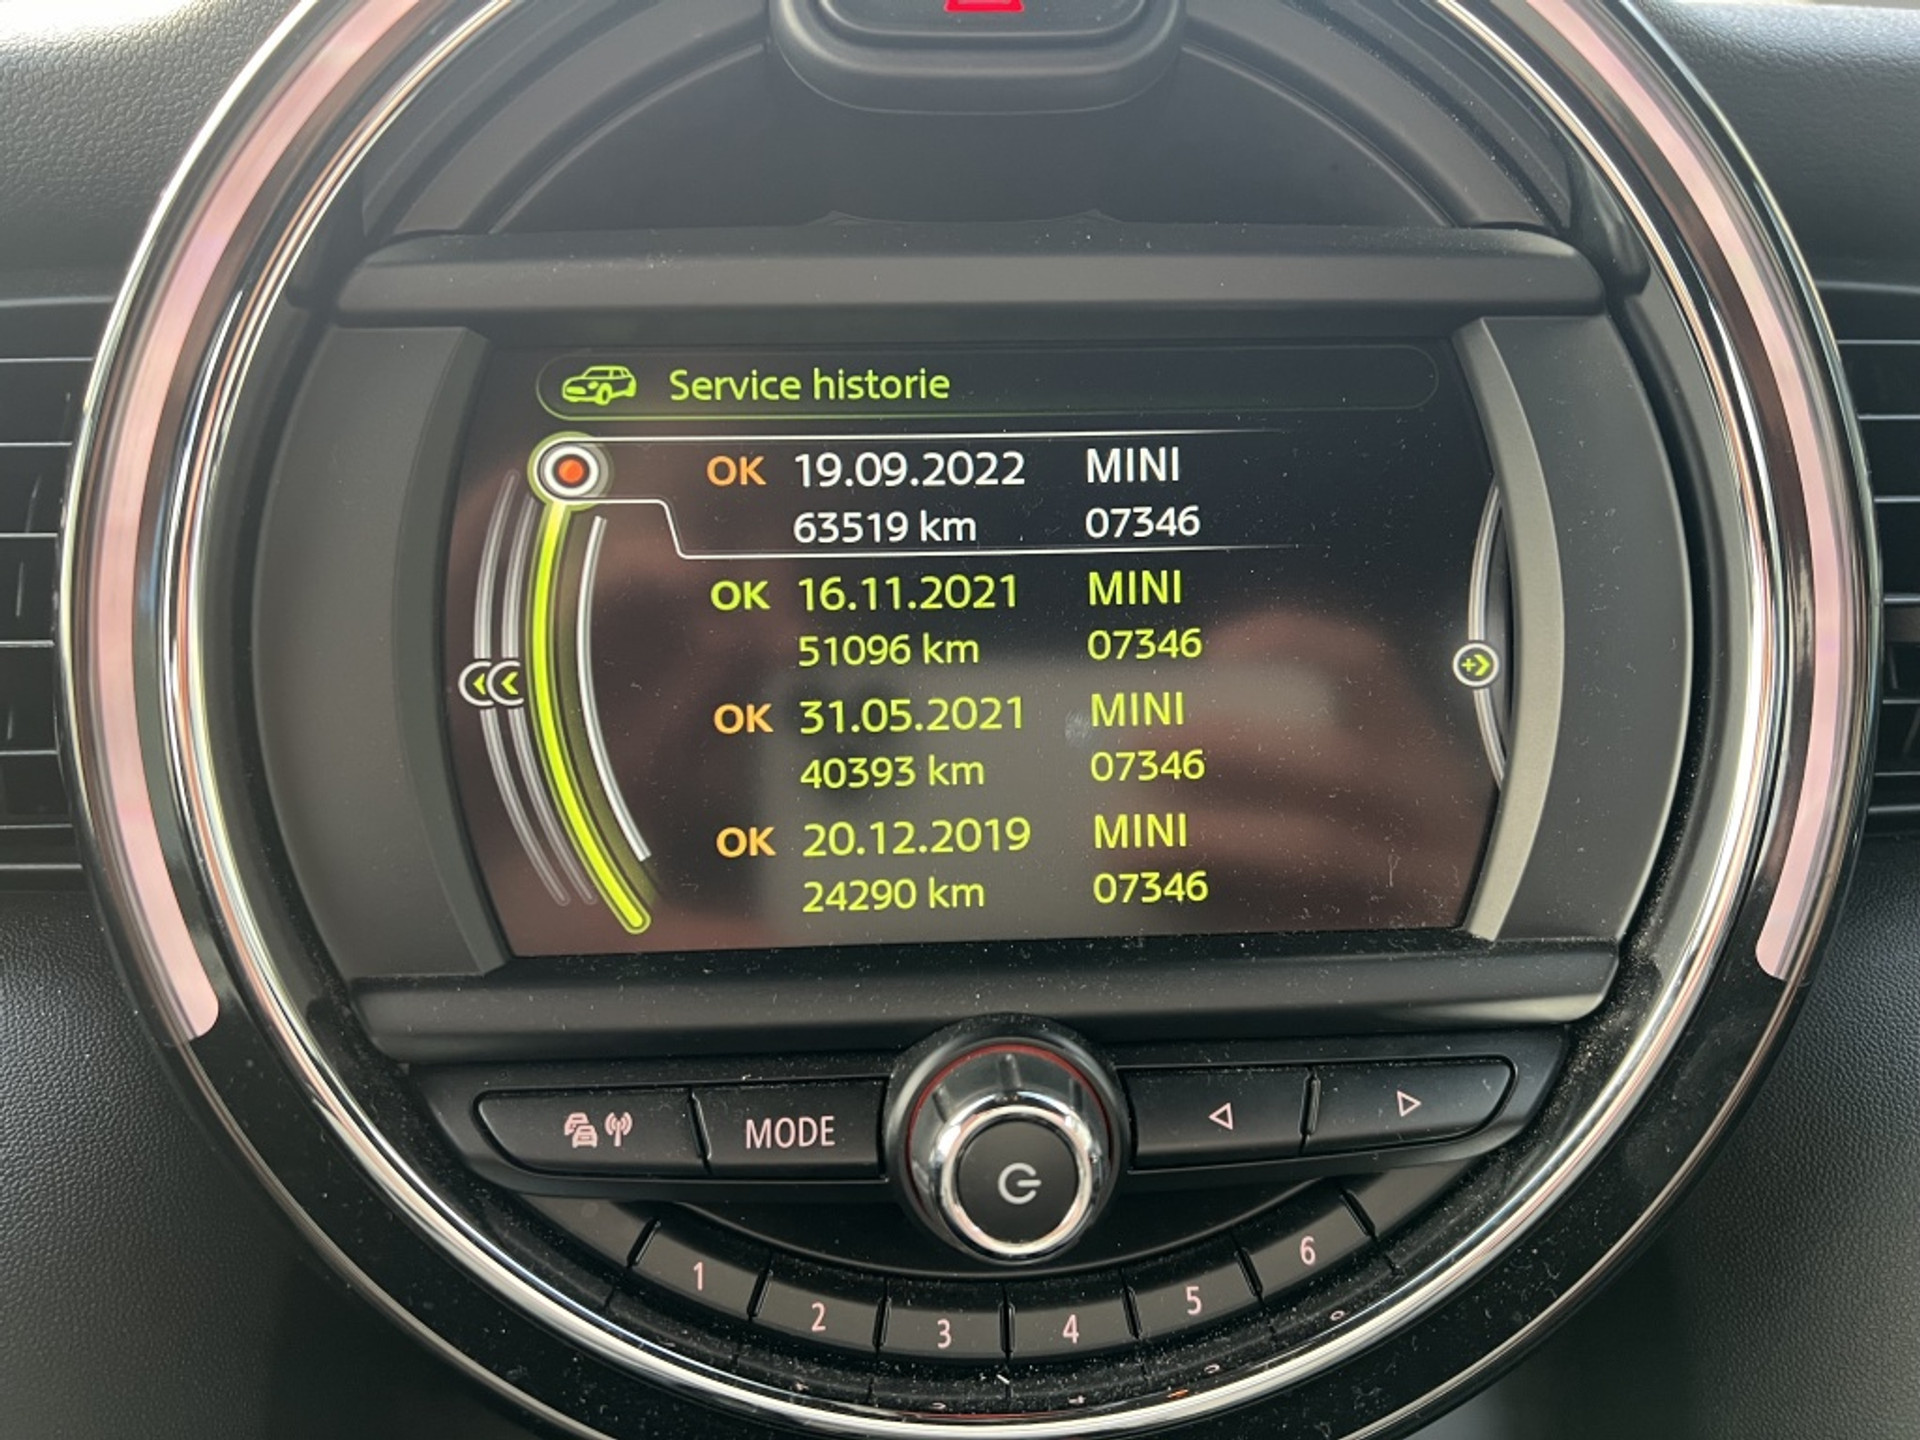 Service historie
OK 19.09.2022 MINI
63519 km 07346
OK 16.11.2021 MINI
51096 km 07346
OK 31.05.2021 MINI
40393 km 07346
OK 20.12.2019 MINI
24290 km 07346
MODE
1 2 3 4 5 6